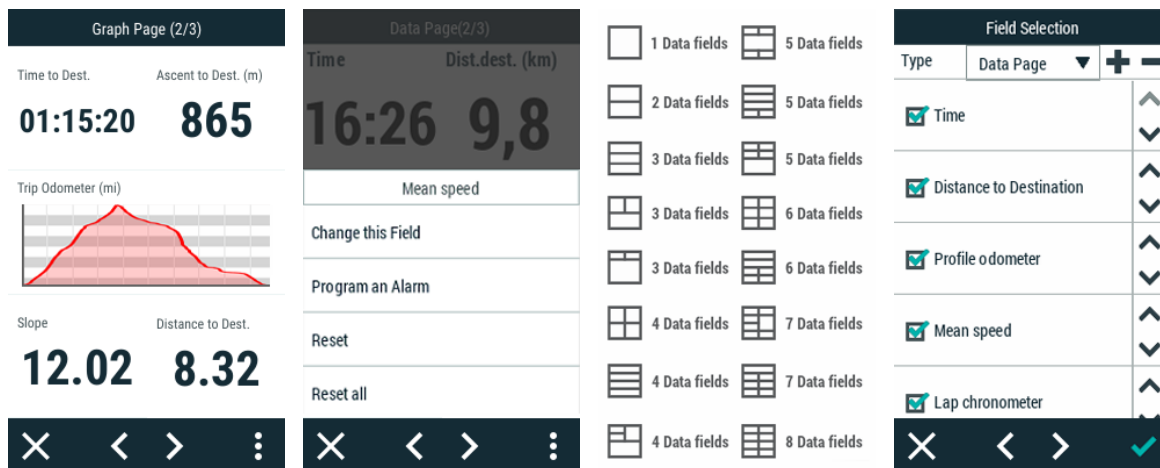 Graph Page (2/3)
Time to Dest. Ascent to Dest. (m)
01:15:20 865
Trip Odometer (mi)
Slope Distance to Dest.
12.02 8.32
Data Page(2/3)
Time Dist.dest. (km)
16:26 9,8
Mean speed
Change this Field
Program an Alarm
Reset
Reset all
1 Data fields 5 Data fields
2 Data fields 5 Data fields
3 Data fields 5 Data fields
3 Data fields 6 Data fields
3 Data fields 6 Data fields
4 Data fields 7 Data fields
4 Data fields 7 Data fields
4 Data fields 8 Data fields
Field Selection
Type Data Page
Time
Distance to Destination
Profile odometer
Mean speed
Lap chronometer